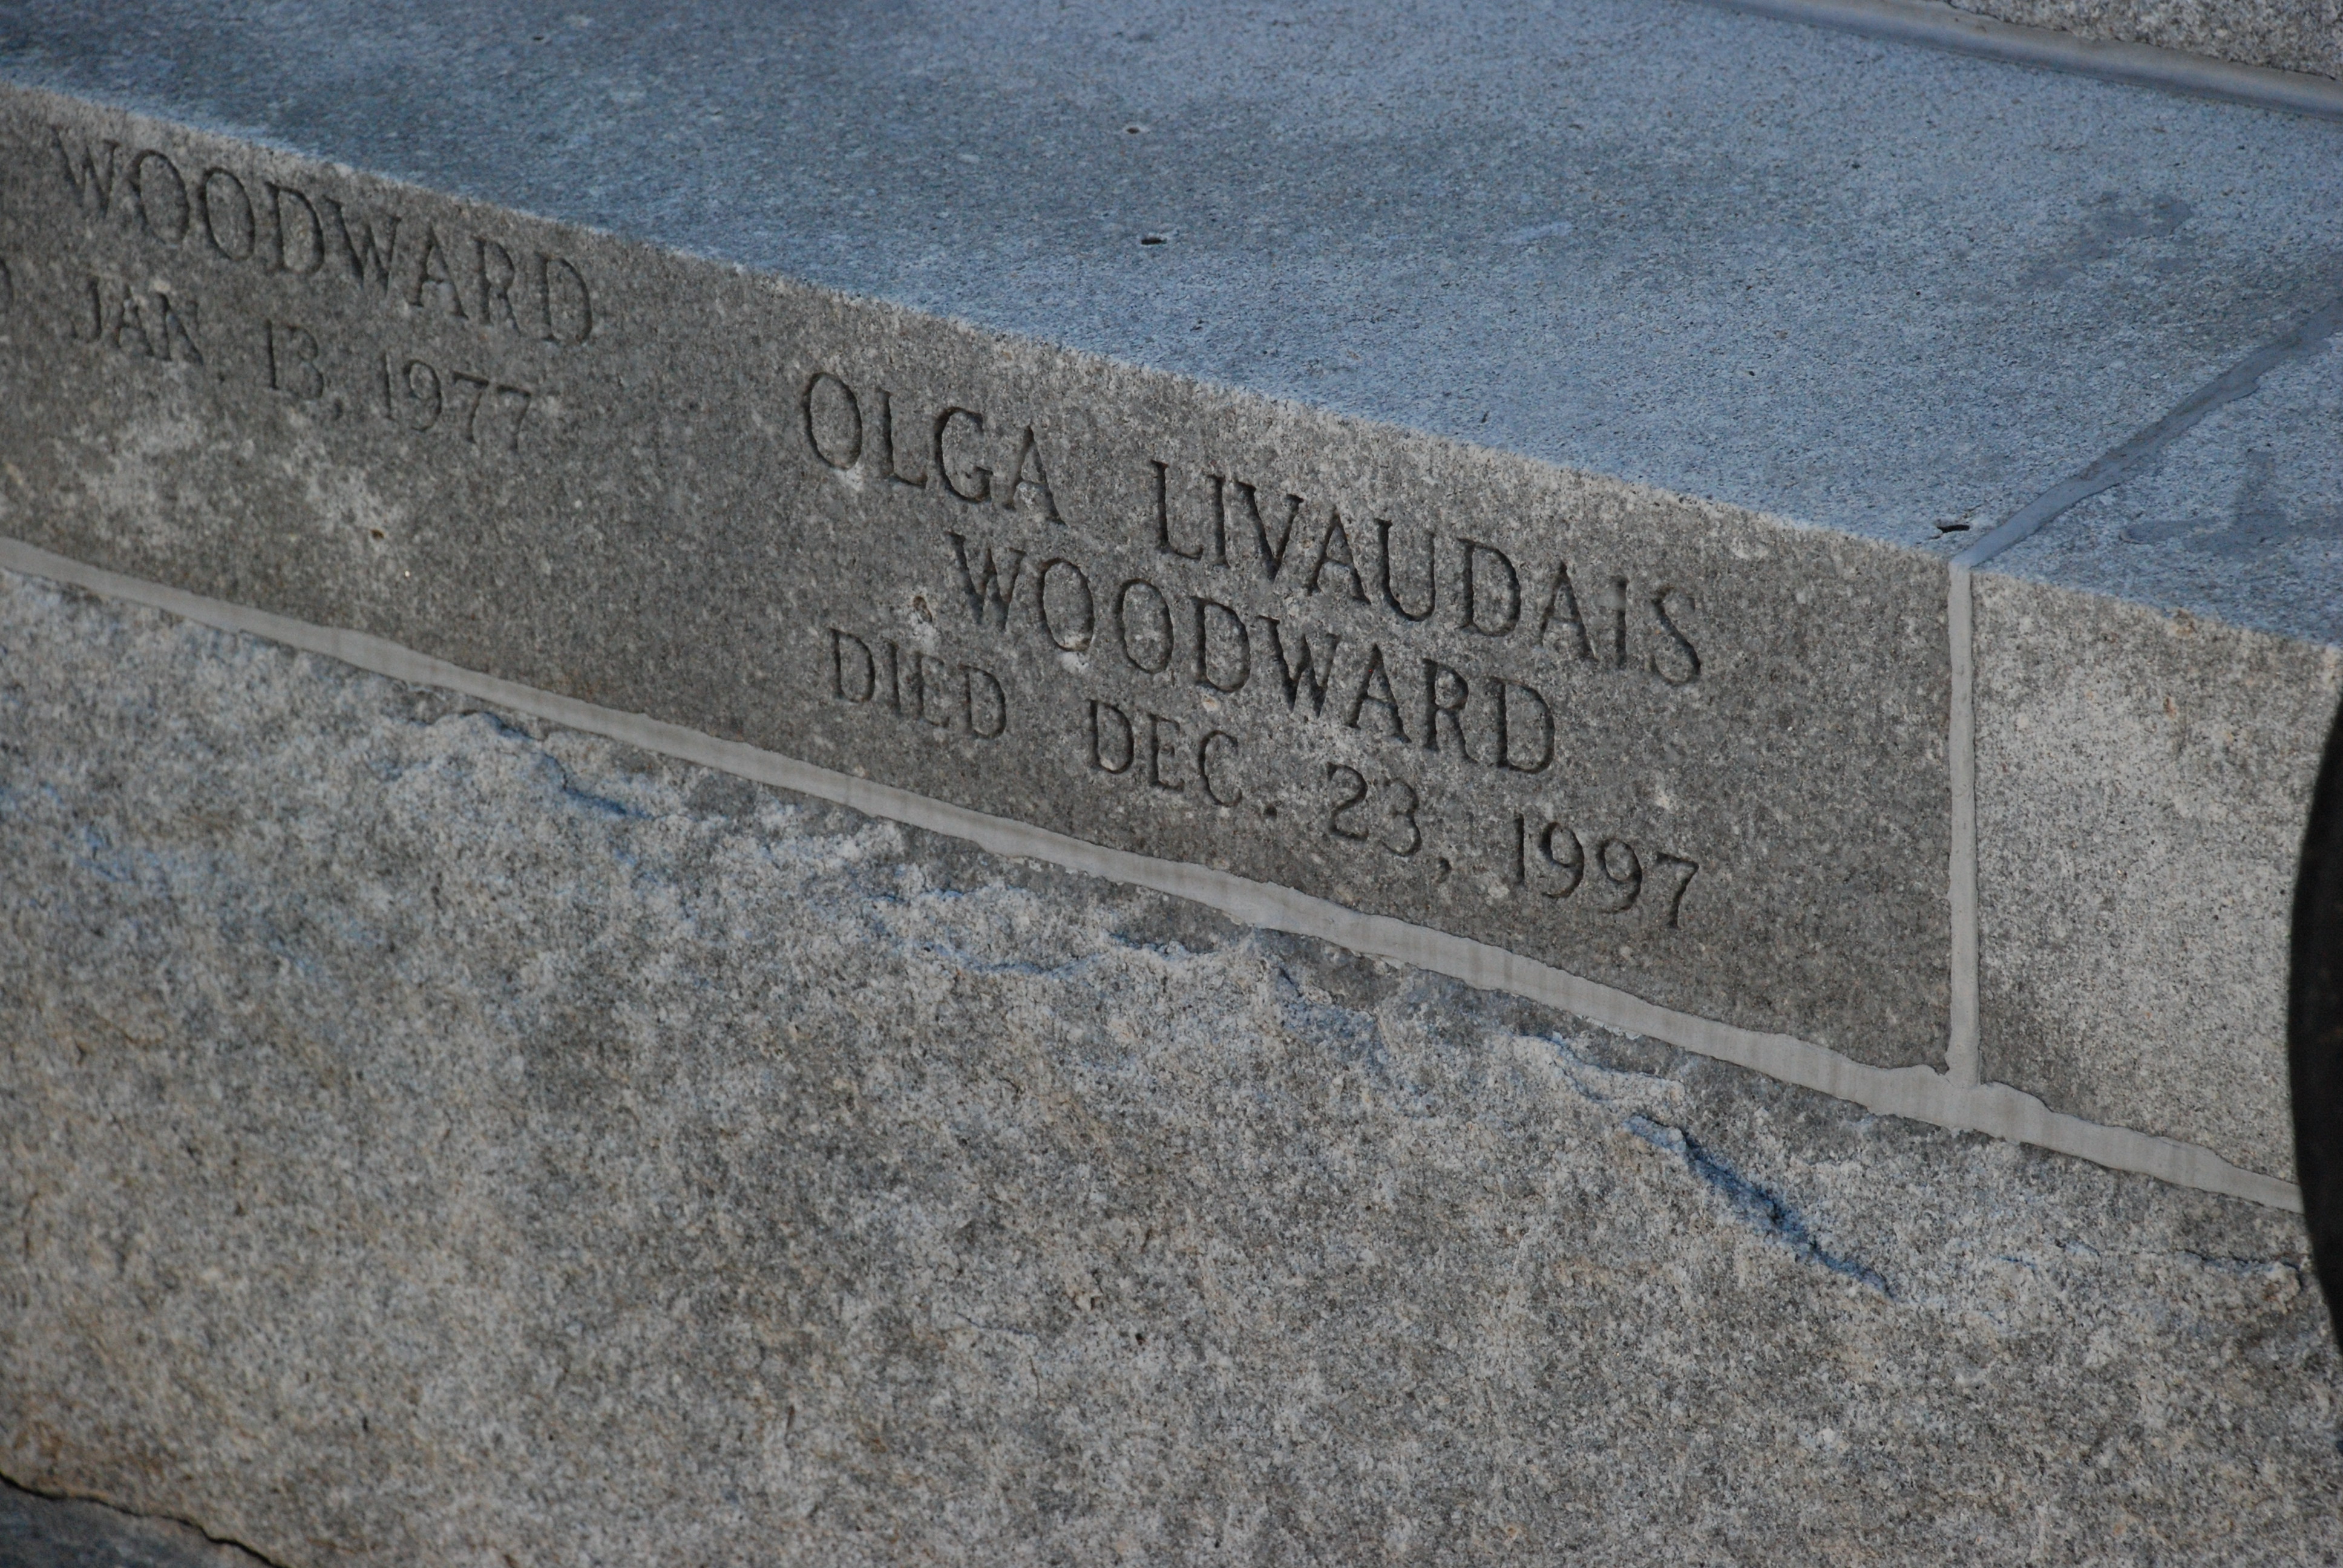 WOODWARD
JAN. 13, 1977
OLGA LIVAUDAiS
WOODWARD
DIED DEC. 23, 1997